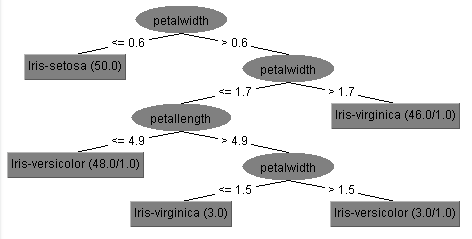 petalwidth
<= 0.6 > 0.6
Iris-setosa (50.0) petalwidth
<= 1.7 > 1.7
petallength Iris-virginica (46.0/1.0)
<= 4.9 > 4.9
Iris-versicolor (48.0/1.0) petalwidth
<= 1.5 > 1.5
Iris-virginica (3.0) Iris-versicolor (3.0/1.0)